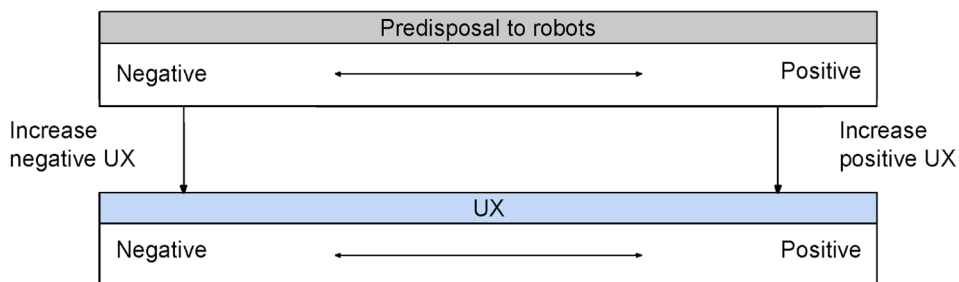 Predisposal to robots
Negative
Positive
Increase
negative UX
Increase
positive UX
UX
Negative
Positive